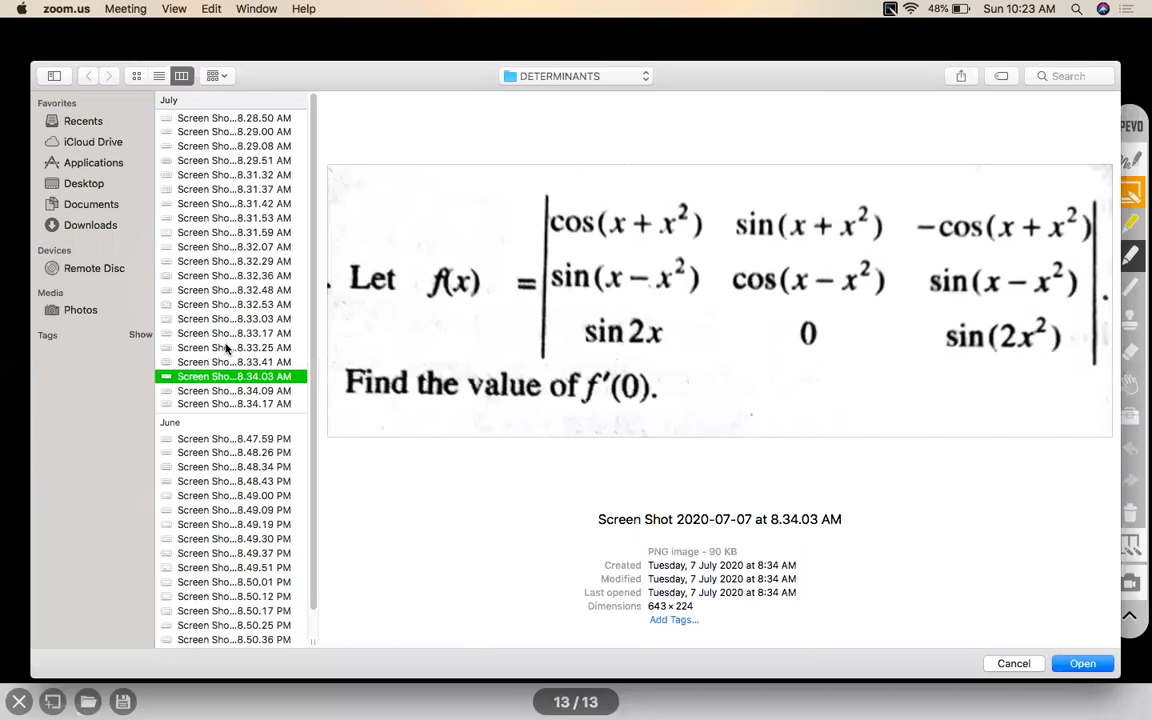 zoom.us Meeting View Edit Window Help 48% Sun 10:23 AM
DETERMINANTS
Search
Favorites
Recents
iCloud Drive
Applications
Desktop
Documents
Downloads
Devices
Remote Disc
Media
Photos
Tags Show
July
Screen Sho...8.28.50 AM
Screen Sho...8.29.00 AM
Screen Sho...8.29.08 AM
Screen Sho...8.29.51 AM
Screen Sho...8.31.32 AM
Screen Sho...8.31.37 AM
Screen Sho...8.31.42 AM
Screen Sho...8.31.53 AM
Screen Sho...8.31.59 AM
Screen Sho...8.32.07 AM
Screen Sho...8.32.29 AM
Screen Sho...8.32.36 AM
Screen Sho...8.32.48 AM
Screen Sho...8.32.53 AM
Screen Sho...8.33.03 AM
Screen Sho...8.33.17 AM
Screen Sho...8.33.25 AM
Screen Sho...8.33.41 AM
Screen Sho...8.34.03 AM
Screen Sho...8.34.09 AM
Screen Sho...8.34.17 AM
June
Screen Sho...8.47.59 PM
Screen Sho...8.48.26 PM
Screen Sho...8.48.34 PM
Screen Sho...8.48.43 PM
Screen Sho...8.49.00 PM
Screen Sho...8.49.09 PM
Screen Sho...8.49.19 PM
Screen Sho...8.49.30 PM
Screen Sho...8.49.37 PM
Screen Sho...8.49.51 PM
Screen Sho...8.50.01 PM
Screen Sho...8.50.12 PM
Screen Sho...8.50.17 PM
Screen Sho...8.50.25 PM
Screen Sho...8.50.36 PM
cos(x + x²) sin(x + x²) −cos(x + x²)
. Let f(x) = sin(x − x²) cos(x − x²) sin(x − x²) .
sin 2x 0 sin(2x²)
Find the value of f′(0).
Screen Shot 2020-07-07 at 8.34.03 AM
PNG image - 90 KB
Created Tuesday, 7 July 2020 at 8:34 AM
Modified Tuesday, 7 July 2020 at 8:34 AM
Last opened Tuesday, 7 July 2020 at 8:34 AM
Dimensions 643 × 224
Add Tags...
Cancel Open
13 / 13
PEVO